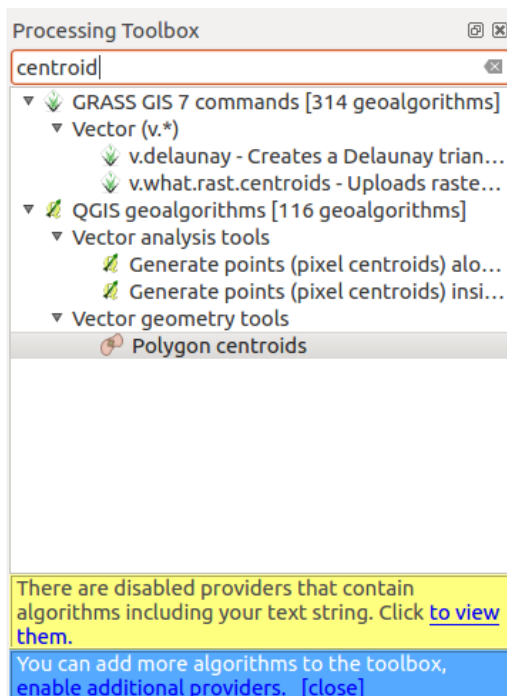 Processing Toolbox
centroid
GRASS GIS 7 commands [314 geoalgorithms]
Vector (v.*)
v.delaunay - Creates a Delaunay trian...
v.what.rast.centroids - Uploads raste...
QGIS geoalgorithms [116 geoalgorithms]
Vector analysis tools
Generate points (pixel centroids) alo...
Generate points (pixel centroids) insi...
Vector geometry tools
Polygon centroids
There are disabled providers that contain
algorithms including your text string. Click to view
them.
You can add more algorithms to the toolbox,
enable additional providers. [close]